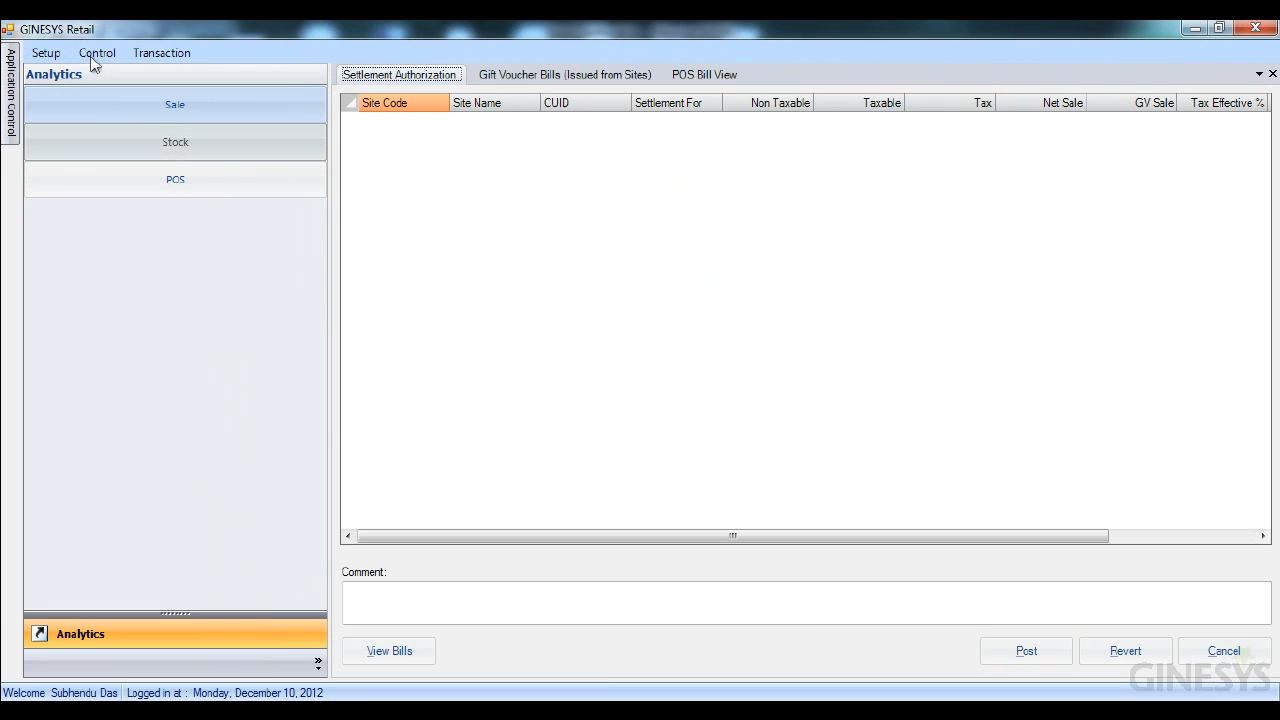 GINESYS Retail
Setup Control Transaction
Application Control
Analytics
Sale
Stock
POS
Settlement Authorization Gift Voucher Bills (Issued from Sites) POS Bill View
Site Code Site Name CUID Settlement For Non Taxable Taxable Tax Net Sale GV Sale Tax Effective %
Comment:
Analytics
View Bills Post Revert Cancel
GINESYS
Welcome Subhendu Das Logged in at : Monday, December 10, 2012